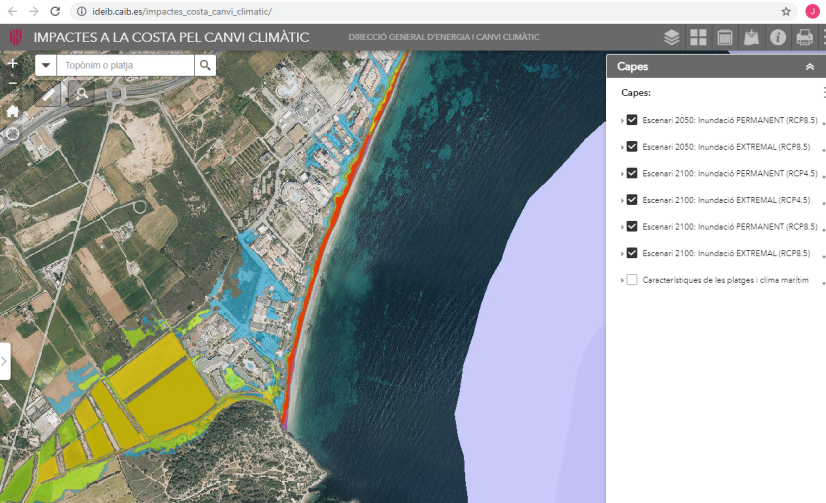 ideib.caib.es/impactes_costa_canvi_climatic/
J
IMPACTES A LA COSTA PEL CANVI CLIMÀTIC
DIRECCIÓ GENERAL D'ENERGIA I CANVI CLIMÀTIC
Topònim o platja
Capes
Capes:
Escenari 2050: Inundació PERMANENT (RCP8.5)
Escenari 2050: Inundació EXTREMAL (RCP8.5)
Escenari 2100: Inundació PERMANENT (RCP4.5)
Escenari 2100: Inundació EXTREMAL (RCP4.5)
Escenari 2100: Inundació PERMANENT (RCP8.5)
Escenari 2100: Inundació EXTREMAL (RCP8.5)
Característiques de les platges i clima marítim